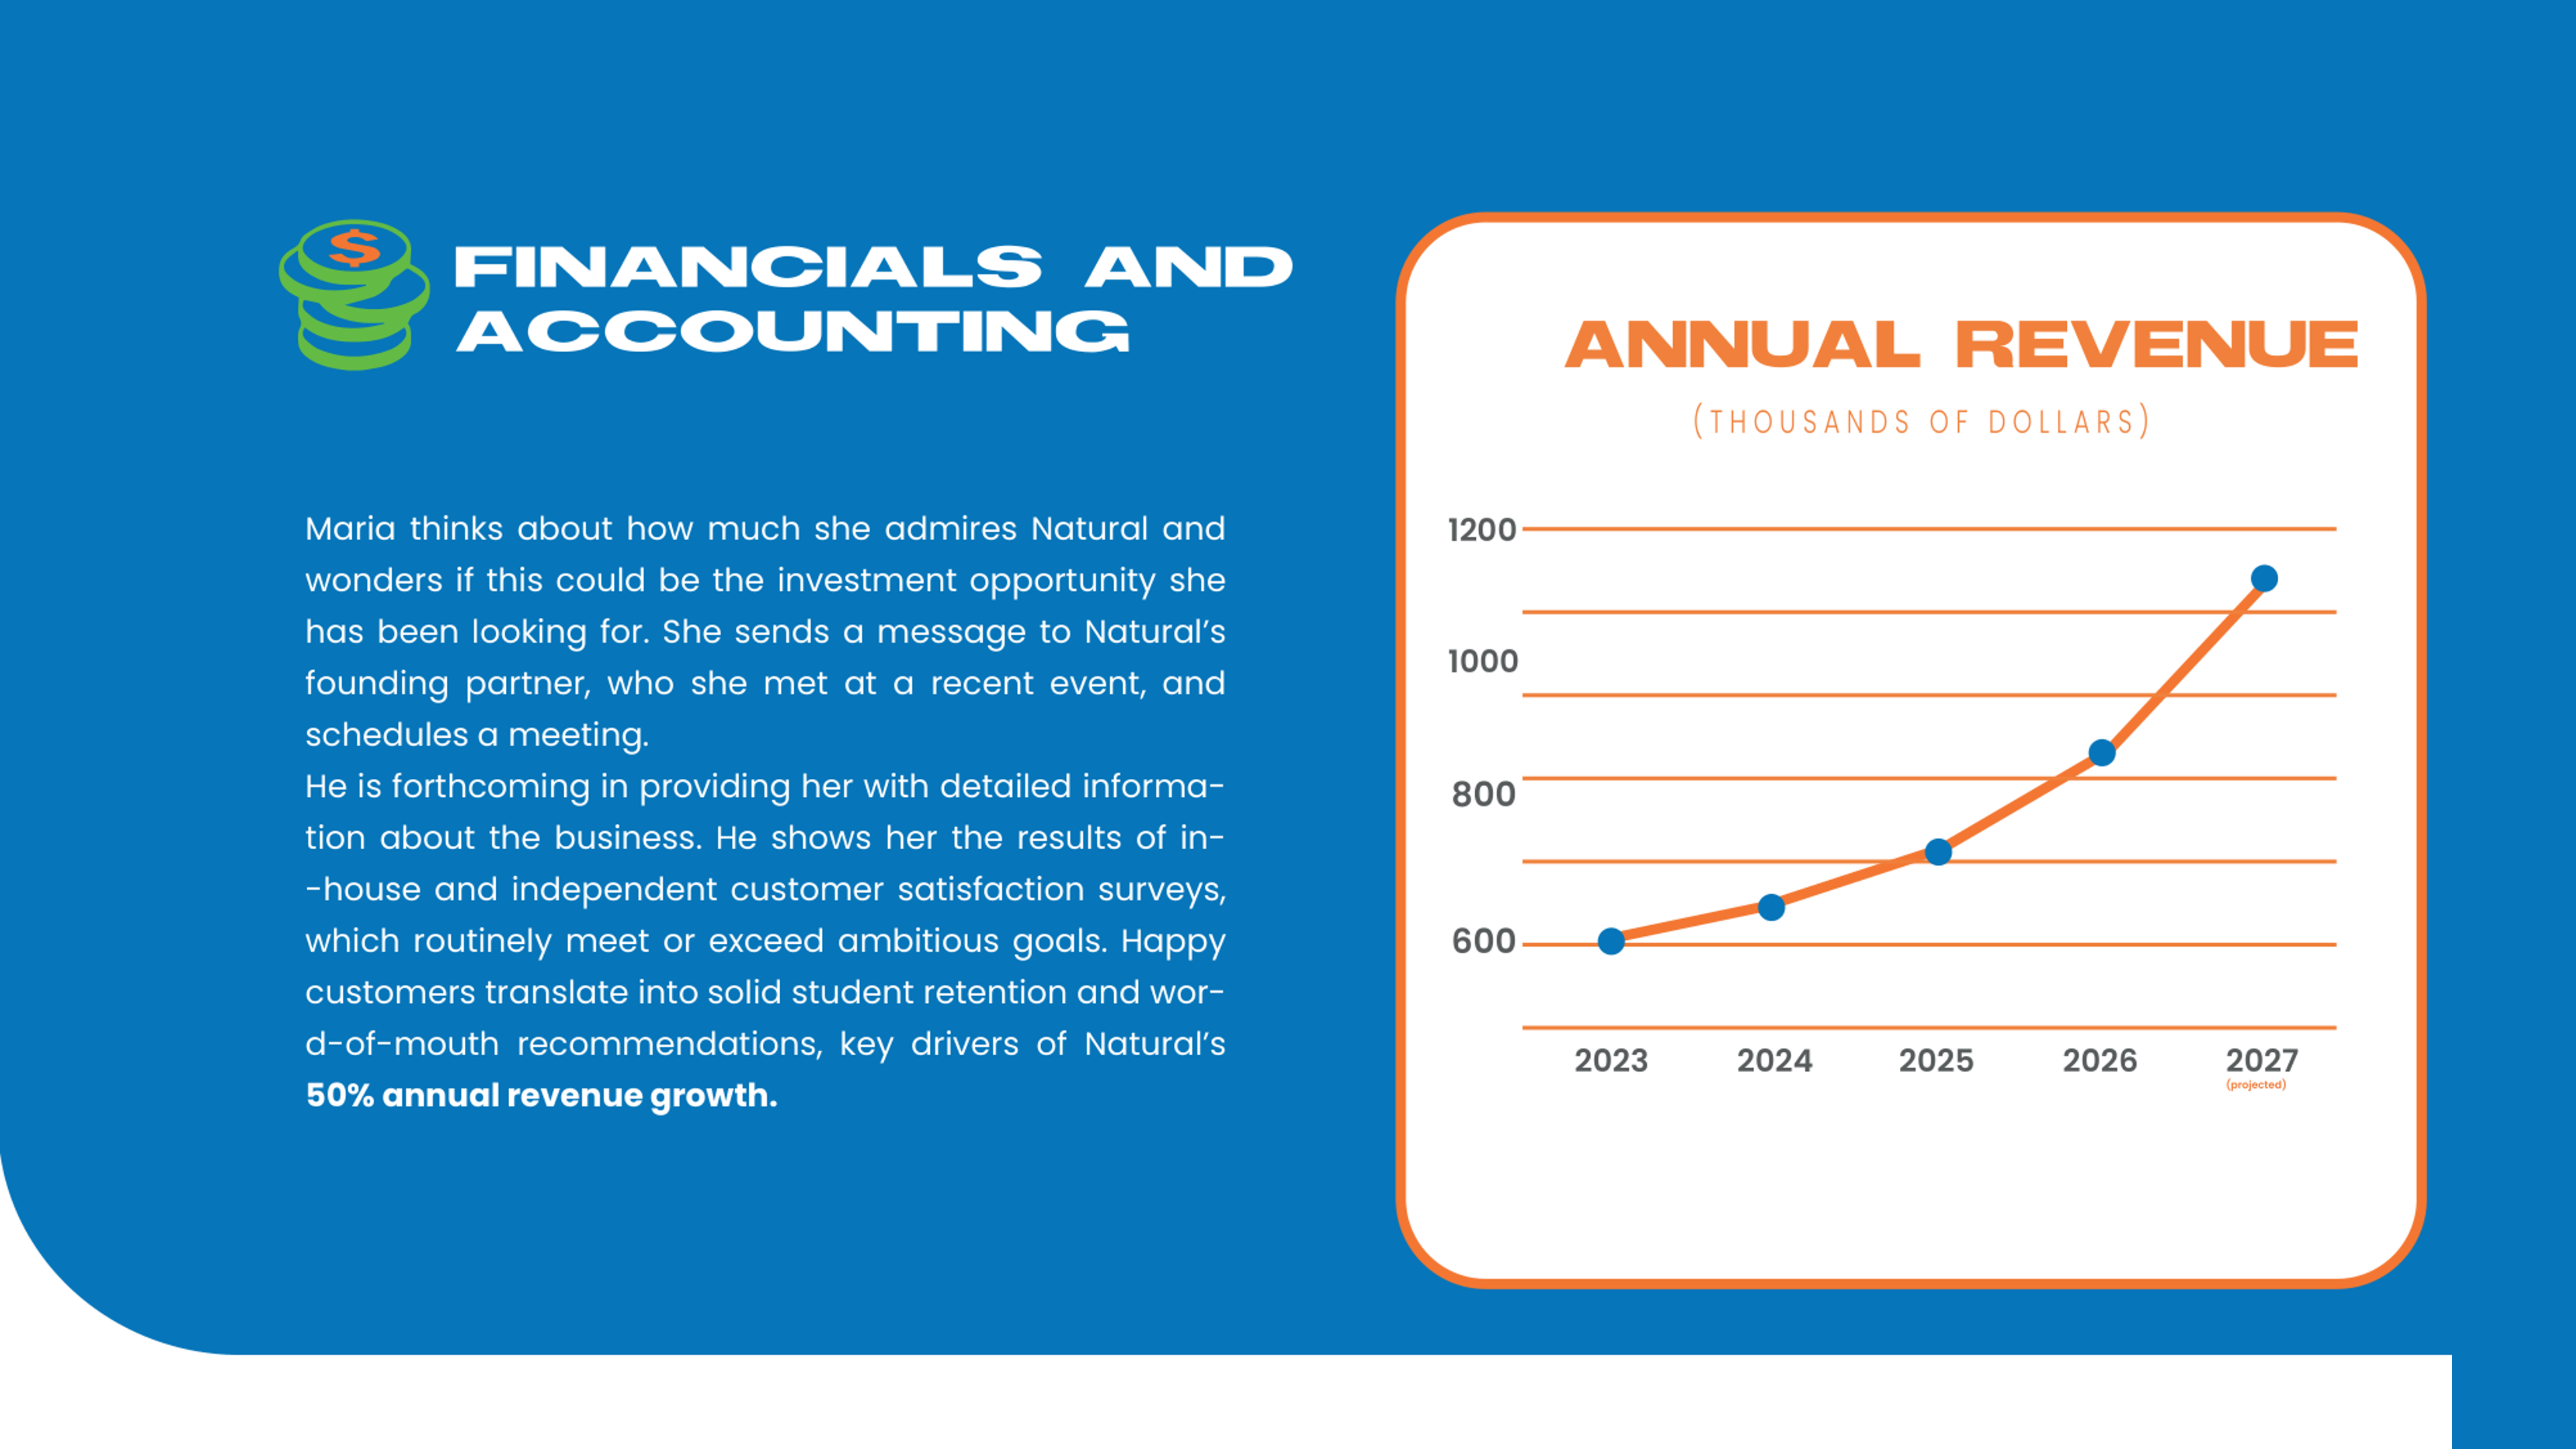 $
FINANCIALS AND
ACCOUNTING
Maria thinks about how much she admires Natural and
wonders if this could be the investment opportunity she
has been looking for. She sends a message to Natural's
founding partner, who she met at a recent event, and
schedules a meeting.
He is forthcoming in providing her with detailed informa-
tion about the business. He shows her the results of in-
-house and independent customer satisfaction surveys,
which routinely meet or exceed ambitious goals. Happy
customers translate into solid student retention and wor-
d-of-mouth recommendations, key drivers of Natural's
50% annual revenue growth.
ANNUAL REVENUE
(THOUSANDS OF DOLLARS)
1200
1000
800
600
2023 2024 2025 2026 2027
(projected)